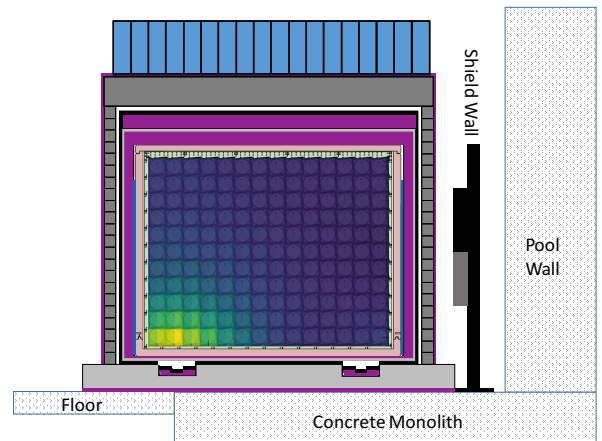 Shield Wall
Pool
Wall
Floor
Concrete Monolith